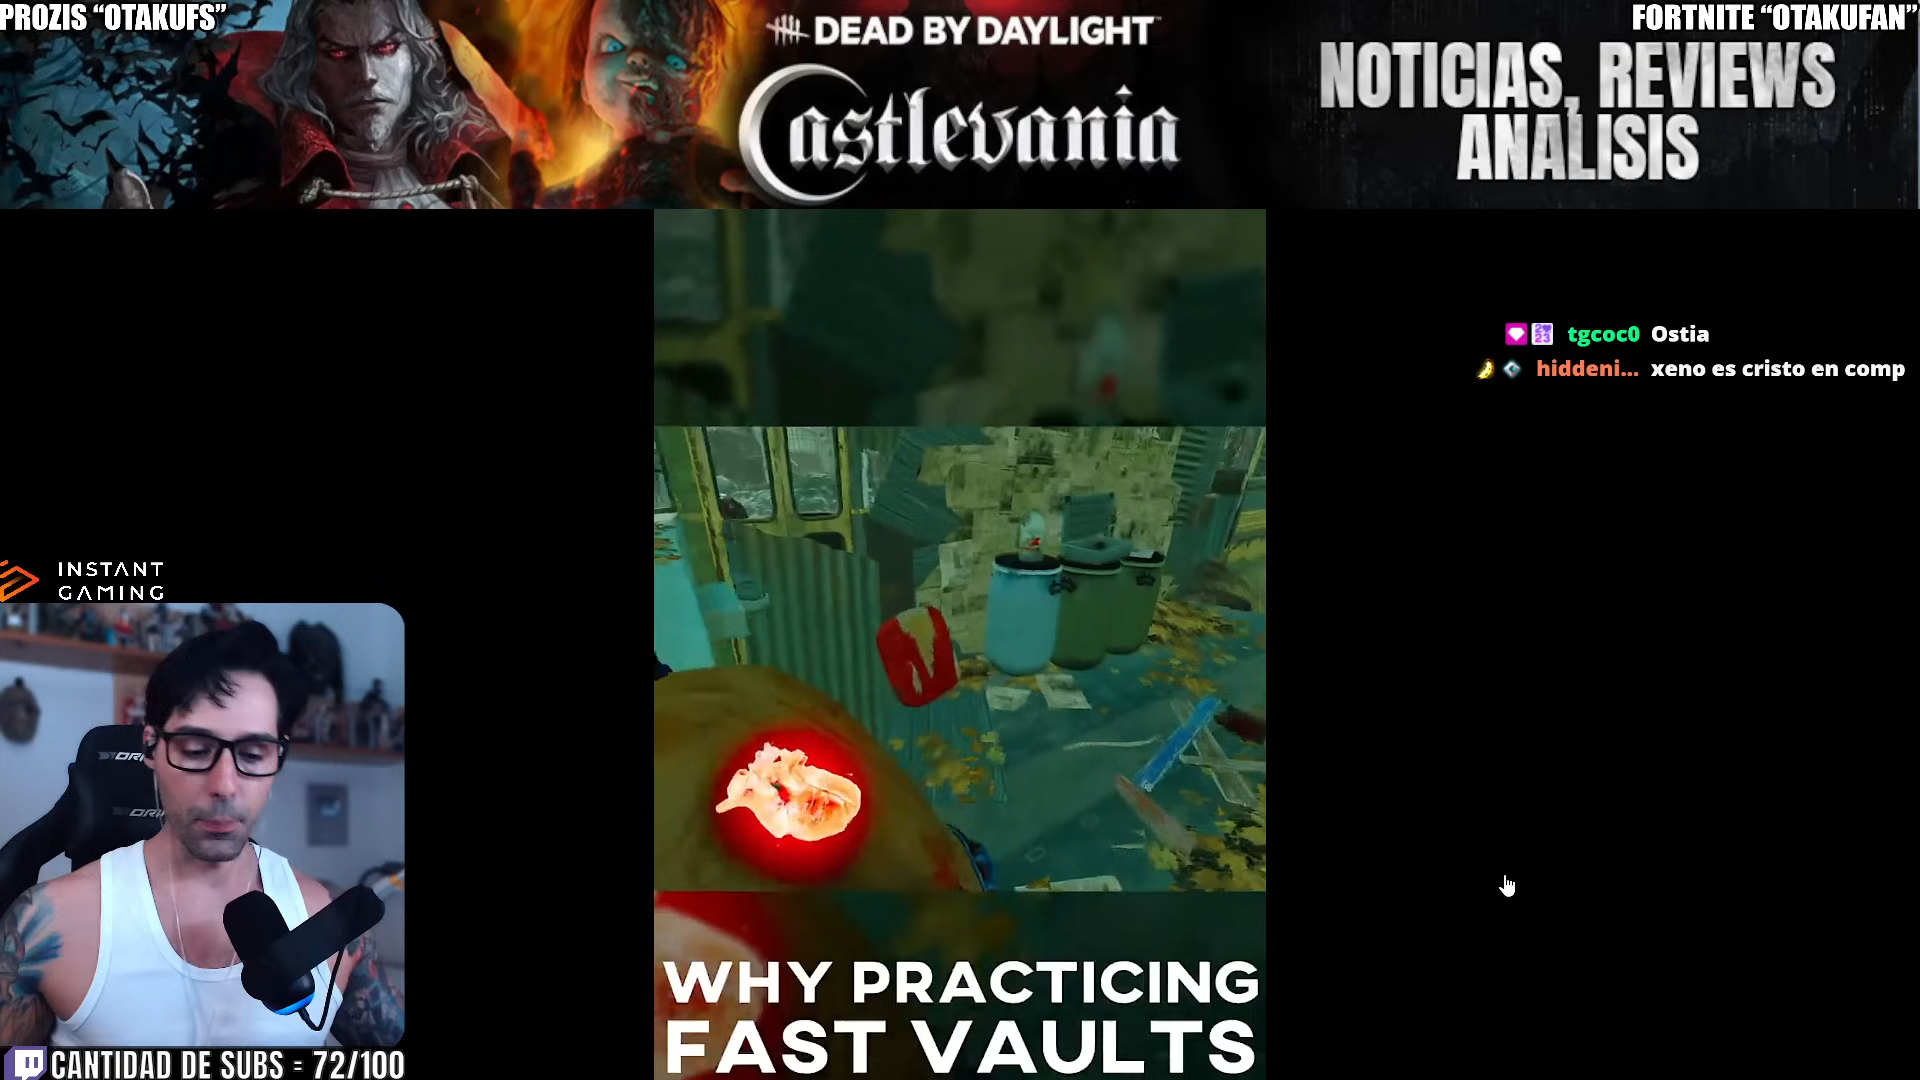 PROZIS “OTAKUFS”
DEAD BY DAYLIGHT™
Castlevania
FORTNITE “OTAKUFAN”
NOTICIAS, REVIEWS
ANALISIS
tgcoc0 Ostia
hiddeni... xeno es cristo en comp
INSTANT
GAMING
WHY PRACTICING
FAST VAULTS
CANTIDAD DE SUBS = 72/100